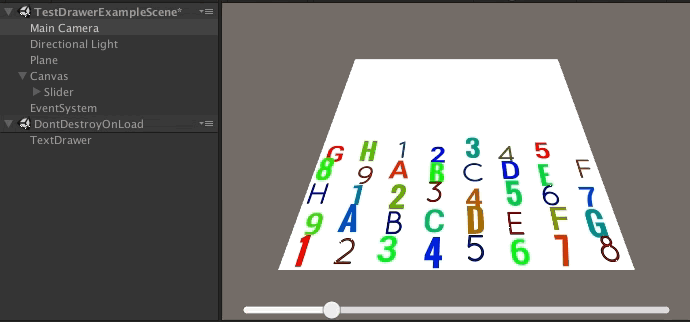 TestDrawerExampleScene*
Main Camera
Directional Light
Plane
Canvas
Slider
EventSystem
DontDestroyOnLoad
TextDrawer
G H 1 2 3 4 5
8 9 A B C D E F
H 1 2 3 4 5 6 7
9 A B C D E F G
1 2 3 4 5 6 7 8